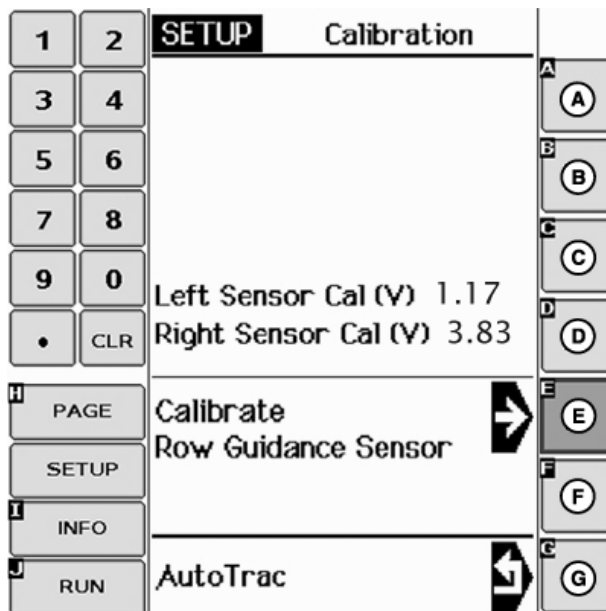 1 2
3 4
5 6
7 8
9 0
. CLR
H PAGE
SETUP
I INFO
J RUN
SETUP Calibration
Left Sensor Cal (V) 1.17
Right Sensor Cal (V) 3.83
Calibrate
Row Guidance Sensor
AutoTrac
A A
B B
C C
D D
E E
F F
G G